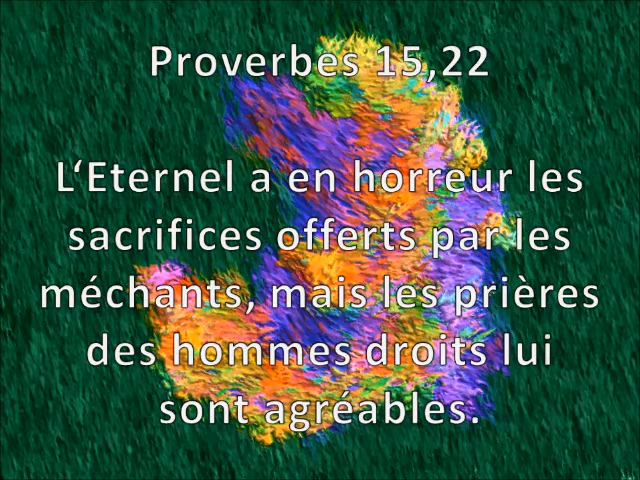 Proverbes 15,22
L‘Eternel a en horreur les
sacrifices offerts par les
méchants, mais les prières
des hommes droits lui
sont agréables.